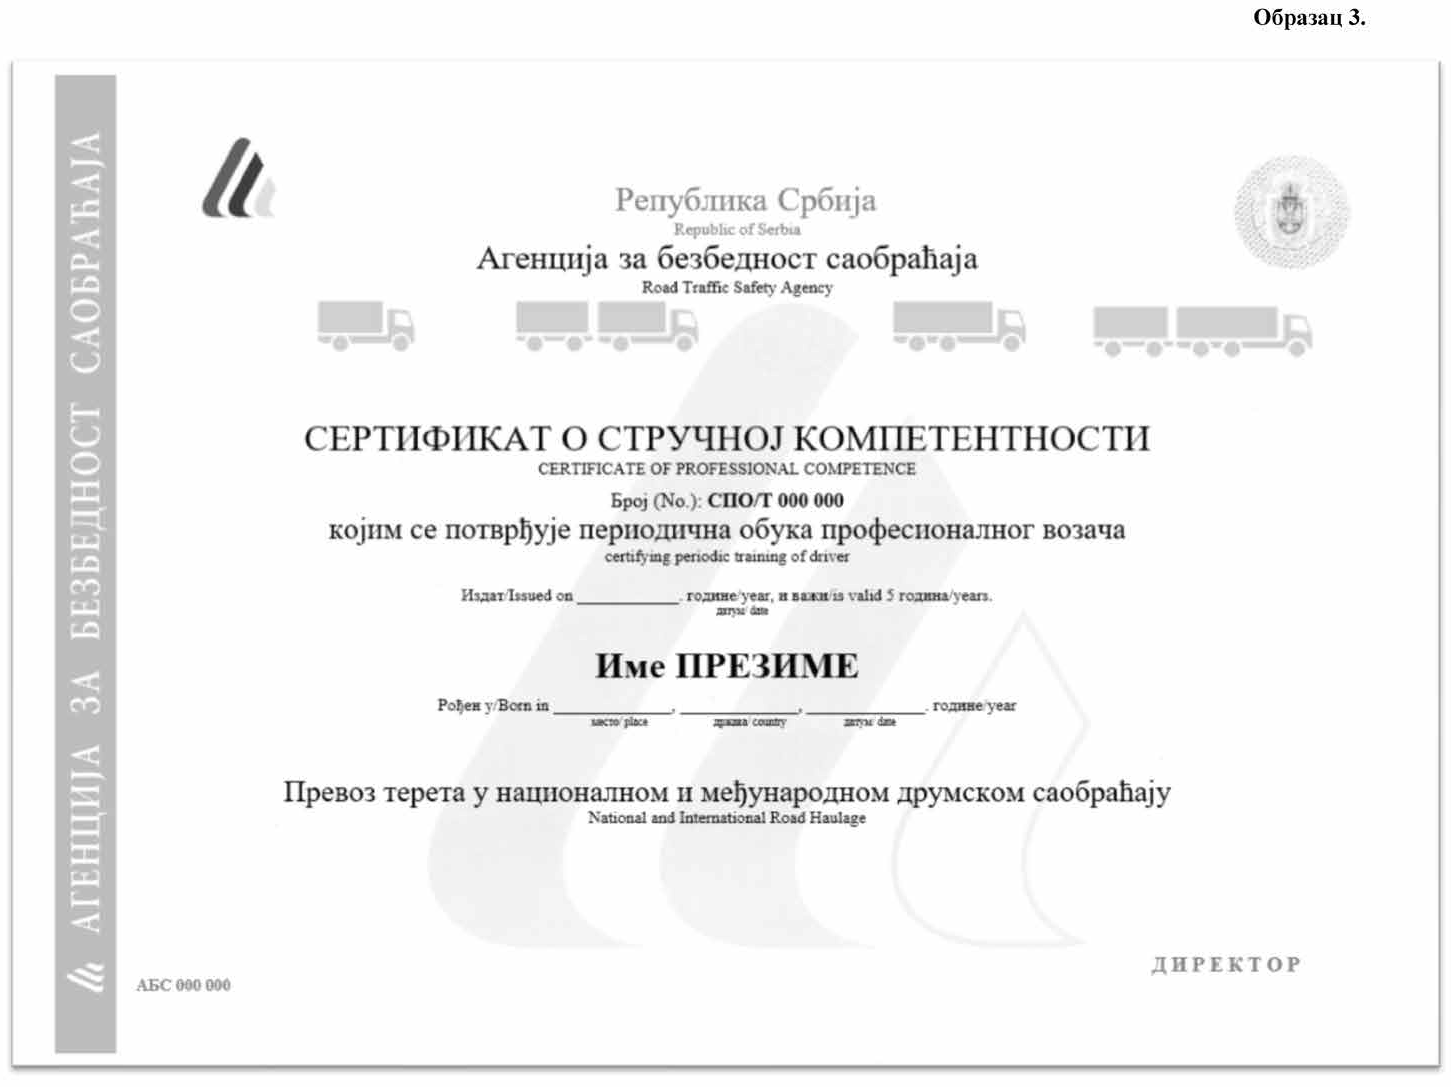 Образац 3.
АГЕНЦИЈА ЗА БЕЗБЕДНОСТ САОБРАЋАЈА
Република Србија
Republic of Serbia
Агенција за безбедност саобраћаја
Road Traffic Safety Agency
СЕРТИФИКАТ О СТРУЧНОЈ КОМПЕТЕНТНОСТИ
CERTIFICATE OF PROFESSIONAL COMPETENCE
Број (No.): СПО/Т 000 000
којим се потврђује периодична обука професионалног возача
certifying periodic training of driver
Издат/Issued on ____________. године/year, и важи/is valid 5 година/years.
датум/ date
Име ПРЕЗИМЕ
Рођен у/Born in ______________, ______________, ______________. године/year
место/ place држава/ country датум/ date
Превоз терета у националном и међународном друмском саобраћају
National and International Road Haulage
ДИРЕКТОР
АБС 000 000